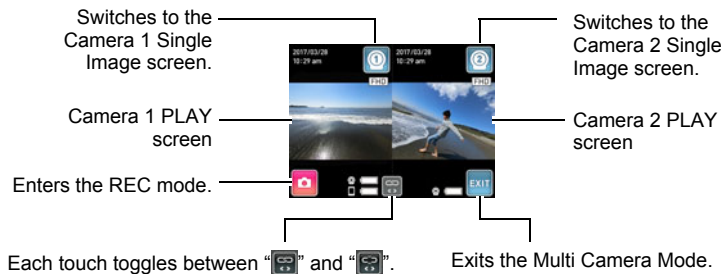 Switches to the
Camera 1 Single
Image screen.
Switches to the
Camera 2 Single
Image screen.
2017/03/28
10:29 am
1
FHD
2017/03/28
10:29 am
2
FHD
Camera 1 PLAY
screen
Camera 2 PLAY
screen
Enters the REC mode.
EXIT
Each touch toggles between “ ” and “ ”.
Exits the Multi Camera Mode.